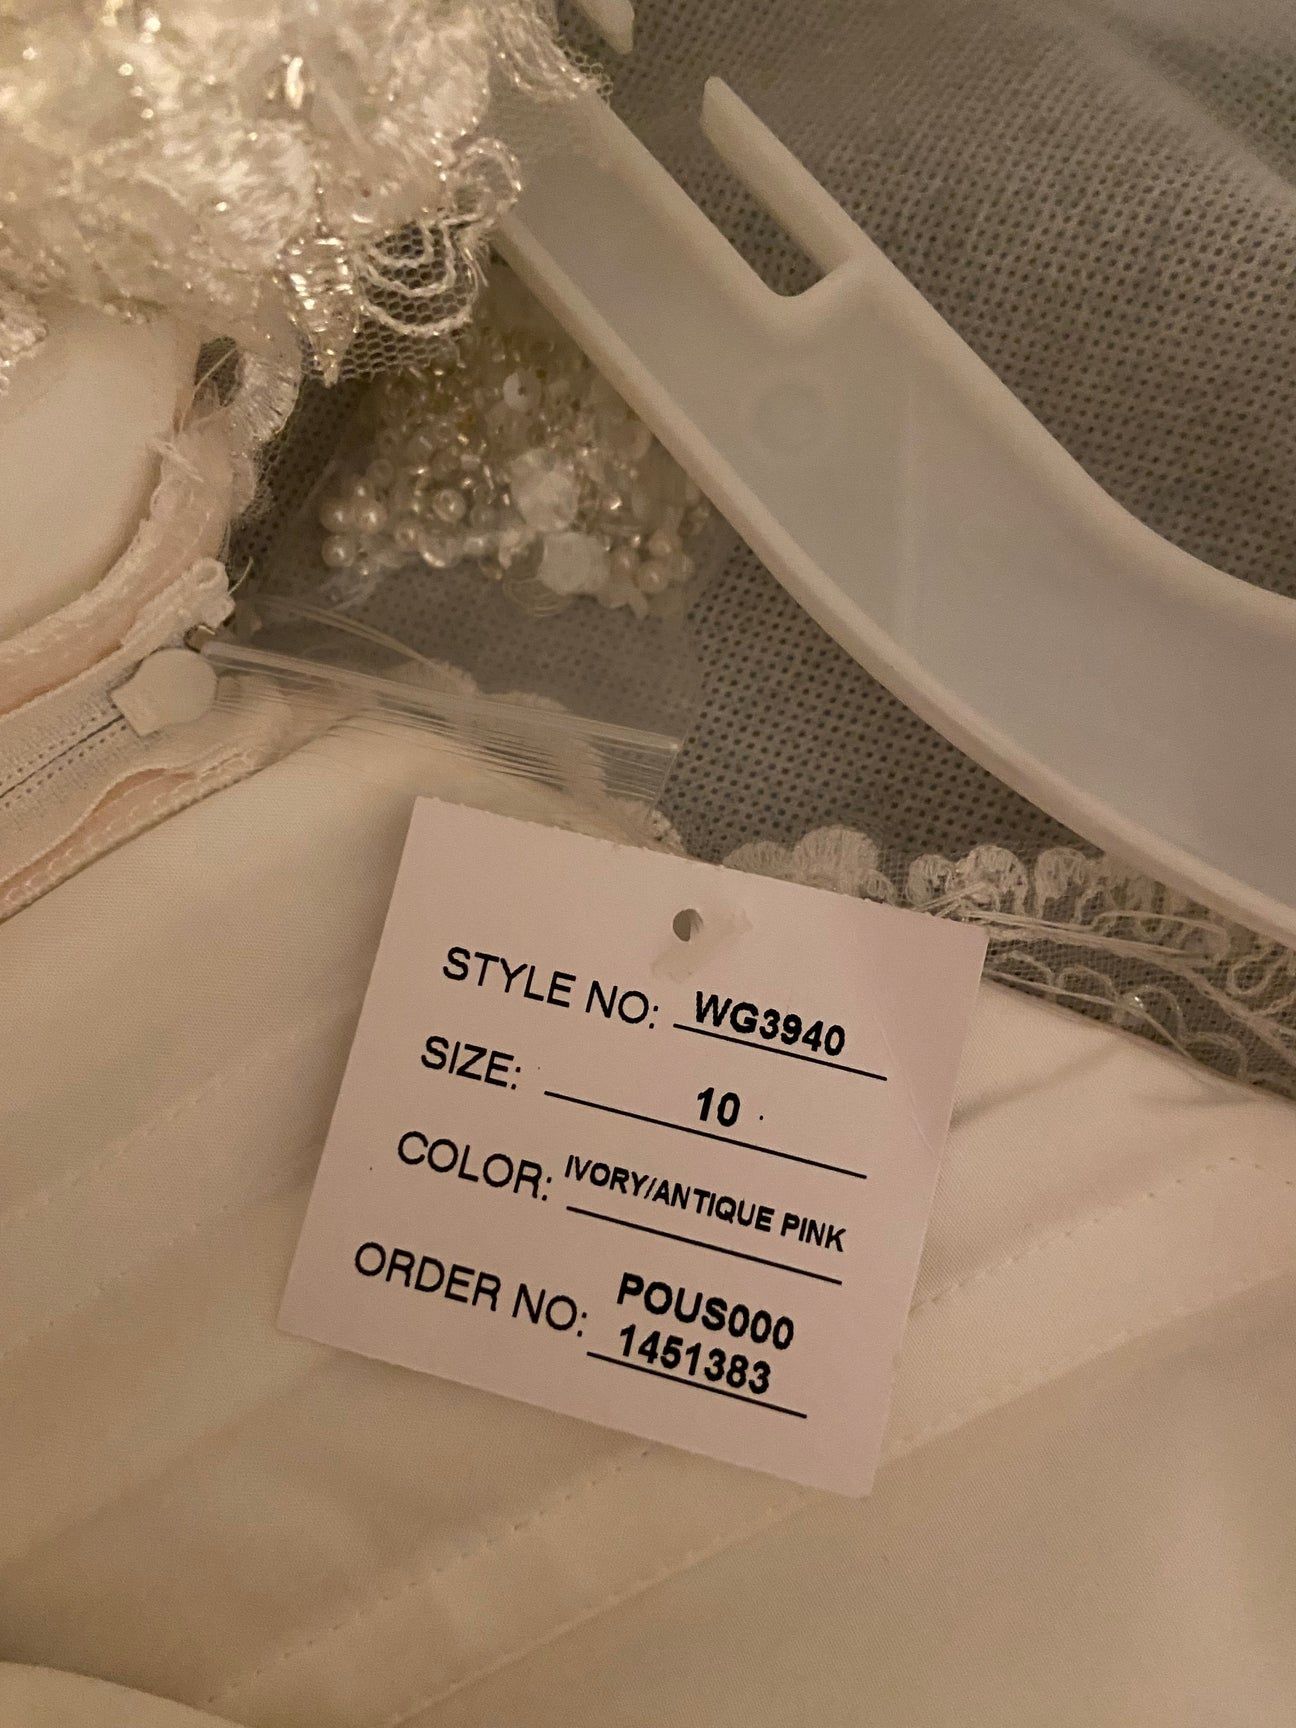 STYLE NO: WG3940
SIZE: 10
COLOR: IVORY/ANTIQUE PINK
ORDER NO: POUS000
1451383